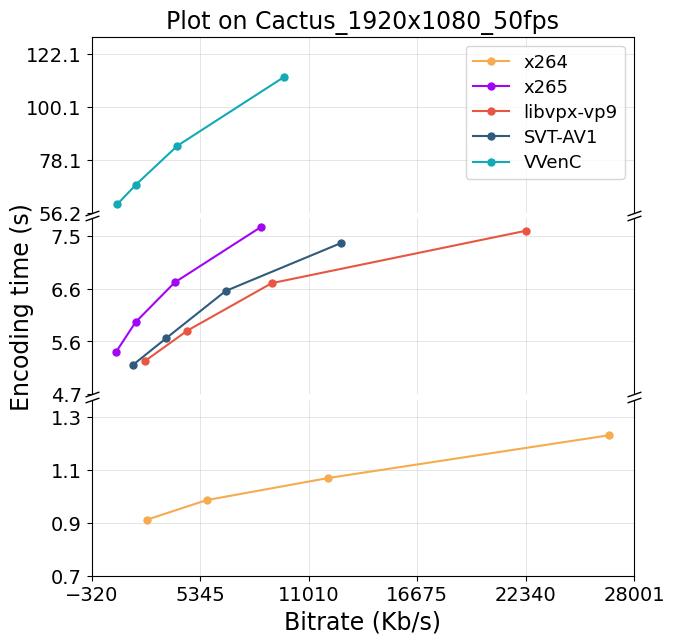 Plot on Cactus_1920x1080_50fps
122.1
100.1
78.1
56.2
7.5
6.6
5.6
4.7
1.3
1.1
0.9
0.7
Encoding time (s)
x264
x265
libvpx-vp9
SVT-AV1
VVenC
−320 5345 11010 16675 22340 28001
Bitrate (Kb/s)